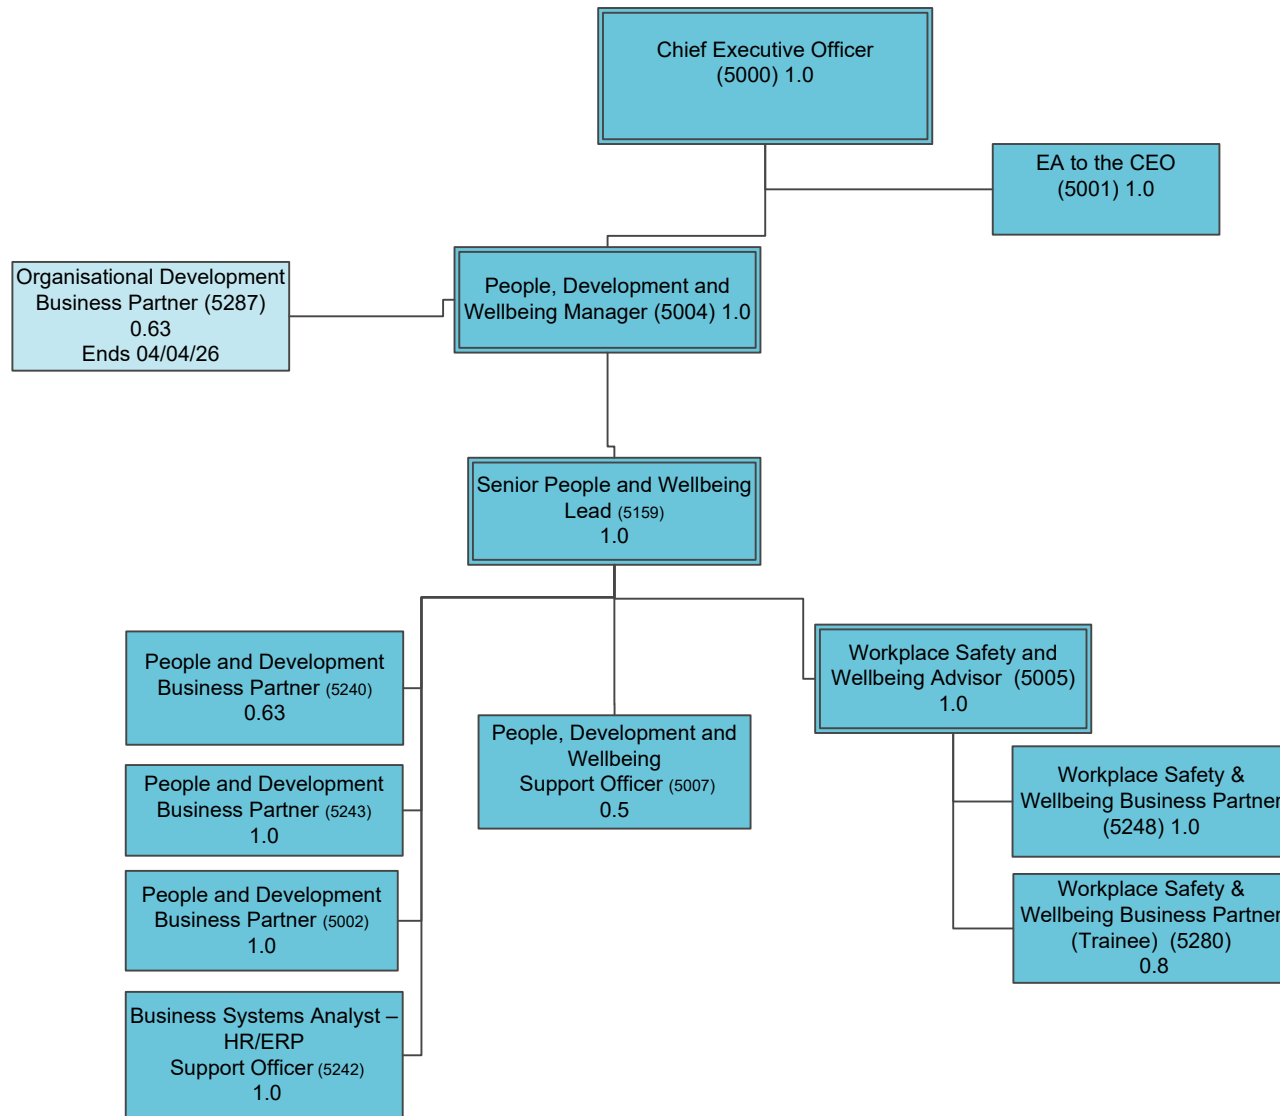 Chief Executive Officer
(5000) 1.0
EA to the CEO
(5001) 1.0
Organisational Development
Business Partner (5287)
0.63
Ends 04/04/26
People, Development and
Wellbeing Manager (5004) 1.0
Senior People and Wellbeing
Lead (5159)
1.0
People and Development
Business Partner (5240)
0.63
People and Development
Business Partner (5243)
1.0
People and Development
Business Partner (5002)
1.0
Business Systems Analyst –
HR/ERP
Support Officer (5242)
1.0
People, Development and
Wellbeing
Support Officer (5007)
0.5
Workplace Safety and
Wellbeing Advisor  (5005)
1.0
Workplace Safety &
Wellbeing Business Partner
(5248) 1.0
Workplace Safety &
Wellbeing Business Partner
(Trainee)  (5280)
0.8